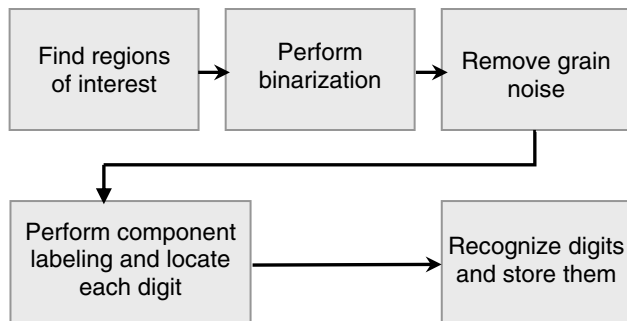 Find regions
of interest
Perform
binarization
Remove grain
noise
Perform component
labeling and locate
each digit
Recognize digits
and store them